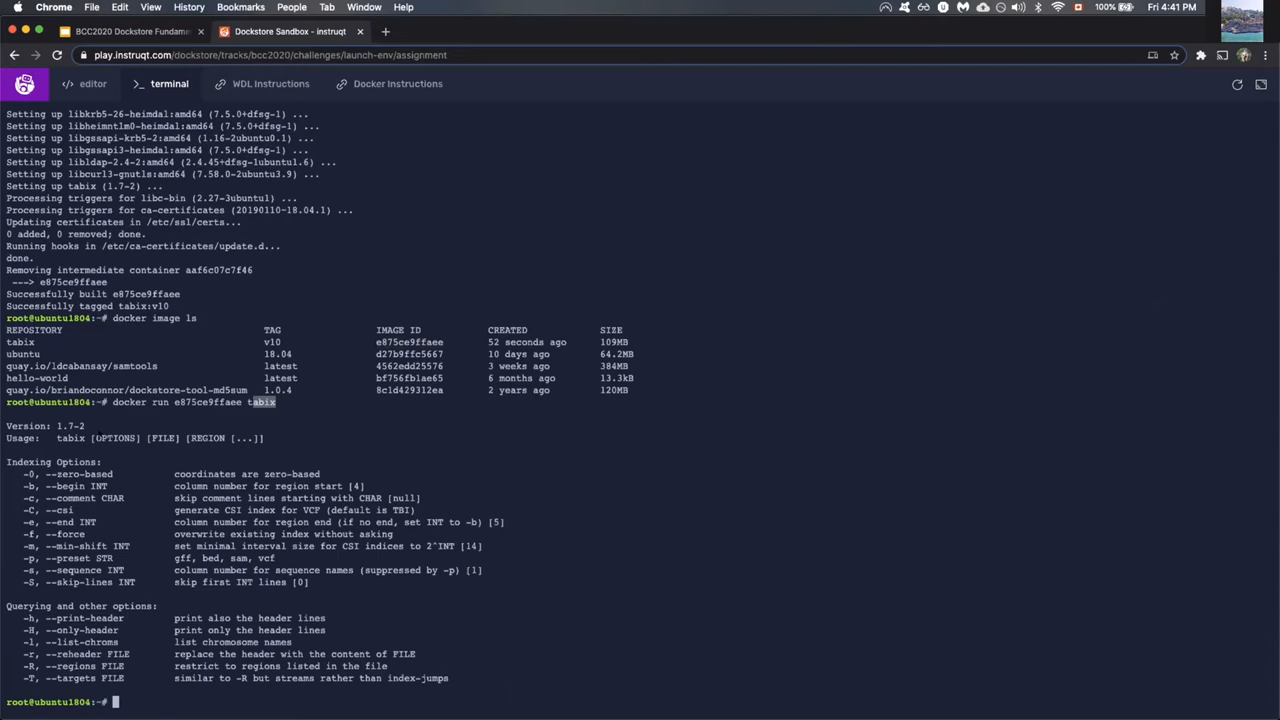 Chrome File Edit View History Bookmarks People Tab Window Help 100% Fri 4:41 PM
BCC2020 Dockstore Fundame × Dockstore Sandbox - instruqt × +
play.instruqt.com/dockstore/tracks/bcc2020/challenges/launch-env/assignment
</> editor >_ terminal WDL Instructions Docker Instructions
Setting up libkrb5-26-heimdal:amd64 (7.5.0+dfsg-1) ...
Setting up libheimntlm0-heimdal:amd64 (7.5.0+dfsg-1) ...
Setting up libgssapi-krb5-2:amd64 (1.16-2ubuntu0.1) ...
Setting up libgssapi3-heimdal:amd64 (7.5.0+dfsg-1) ...
Setting up libldap-2.4-2:amd64 (2.4.45+dfsg-1ubuntu1.6) ...
Setting up libcurl3-gnutls:amd64 (7.58.0-2ubuntu3.9) ...
Setting up tabix (1.7-2) ...
Processing triggers for libc-bin (2.27-3ubuntu1) ...
Processing triggers for ca-certificates (20190110~18.04.1) ...
Updating certificates in /etc/ssl/certs...
0 added, 0 removed; done.
Running hooks in /etc/ca-certificates/update.d...
done.
Removing intermediate container aaf6c07c7f46
---> e875ce9ffaee
Successfully built e875ce9ffaee
Successfully tagged tabix:v10
root@ubuntu1804:~# docker image ls
REPOSITORY TAG IMAGE ID CREATED SIZE
tabix v10 e875ce9ffaee 52 seconds ago 109MB
ubuntu 18.04 d27b9ffc5667 10 days ago 64.2MB
quay.io/ldcabansay/samtools latest 4562edd25576 3 weeks ago 384MB
hello-world latest bf756fb1ae65 6 months ago 13.3kB
quay.io/briandoconnor/dockstore-tool-md5sum 1.0.4 8c1d429312ea 2 years ago 120MB
root@ubuntu1804:~# docker run e875ce9ffaee tabix
Version: 1.7-2
Usage: tabix [OPTIONS] [FILE] [REGION [...]]
Indexing Options:
-0, --zero-based coordinates are zero-based
-b, --begin INT column number for region start [4]
-c, --comment CHAR skip comment lines starting with CHAR [null]
-C, --csi generate CSI index for VCF (default is TBI)
-e, --end INT column number for region end (if no end, set INT to -b) [5]
-f, --force overwrite existing index without asking
-m, --min-shift INT set minimal interval size for CSI indices to 2^INT [14]
-p, --preset STR gff, bed, sam, vcf
-s, --sequence INT column number for sequence names (suppressed by -p) [1]
-S, --skip-lines INT skip first INT lines [0]
Querying and other options:
-h, --print-header print also the header lines
-H, --only-header print only the header lines
-l, --list-chroms list chromosome names
-r, --reheader FILE replace the header with the content of FILE
-R, --regions FILE restrict to regions listed in the file
-T, --targets FILE similar to -R but streams rather than index-jumps
root@ubuntu1804:~#